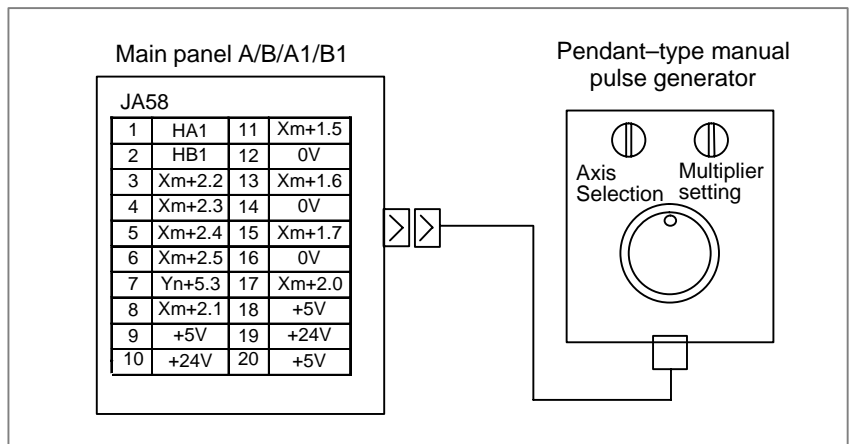 Main panel A/B/A1/B1
Pendant–type manual
pulse generator
JA58
1 HA1 11 Xm+1.5
2 HB1 12 0V
3 Xm+2.2 13 Xm+1.6
4 Xm+2.3 14 0V
5 Xm+2.4 15 Xm+1.7
6 Xm+2.5 16 0V
7 Yn+5.3 17 Xm+2.0
8 Xm+2.1 18 +5V
9 +5V 19 +24V
10 +24V 20 +5V
Axis
Selection
Multiplier
setting